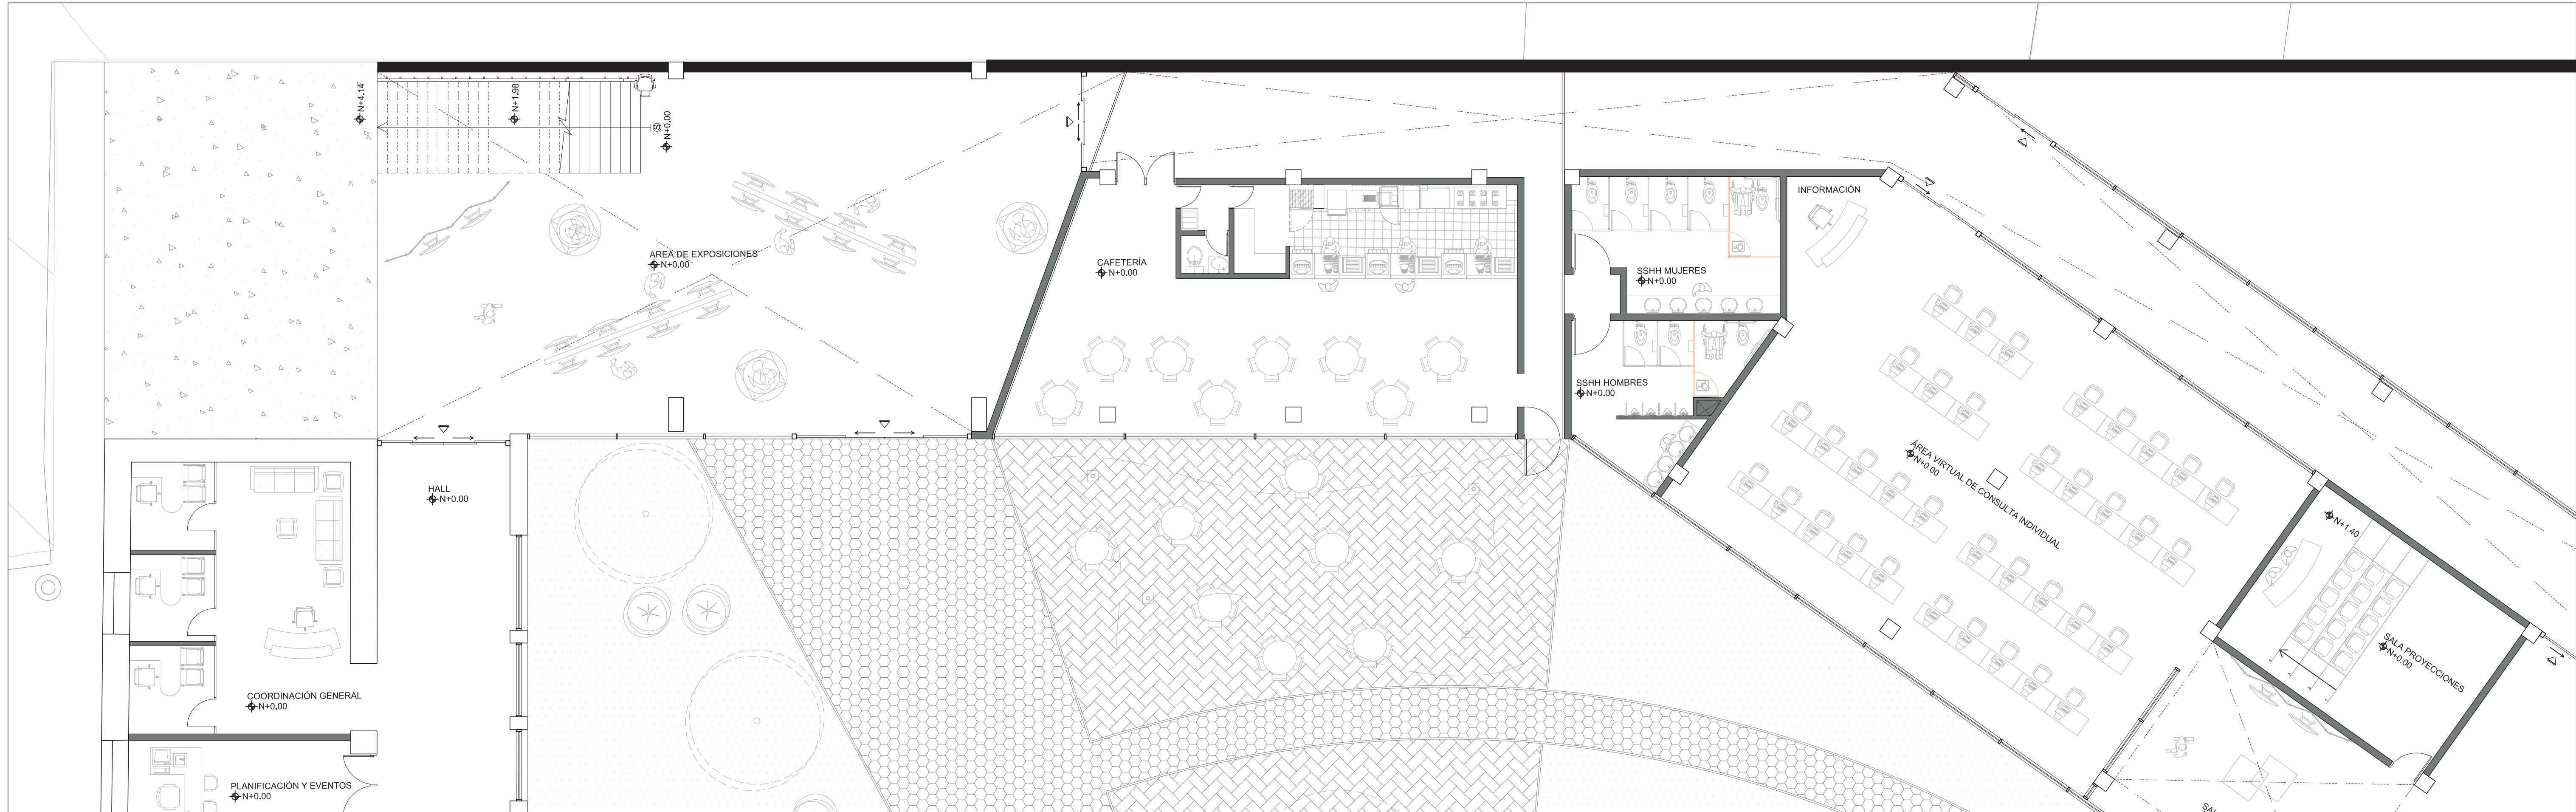 N+4.14
N+1.98
N+0.00
(S)
AREA DE EXPOSICIONES
N+0.00
CAFETERÍA
N+0.00
SSHH MUJERES
N+0.00
SSHH HOMBRES
N+0.00
INFORMACIÓN
ÁREA VIRTUAL DE CONSULTA INDIVIDUAL
N+0.00
N+1.40
SALA PROYECCIONES
N+0.00
HALL
N+0.00
COORDINACIÓN GENERAL
N+0.00
PLANIFICACIÓN Y EVENTOS
N+0.00